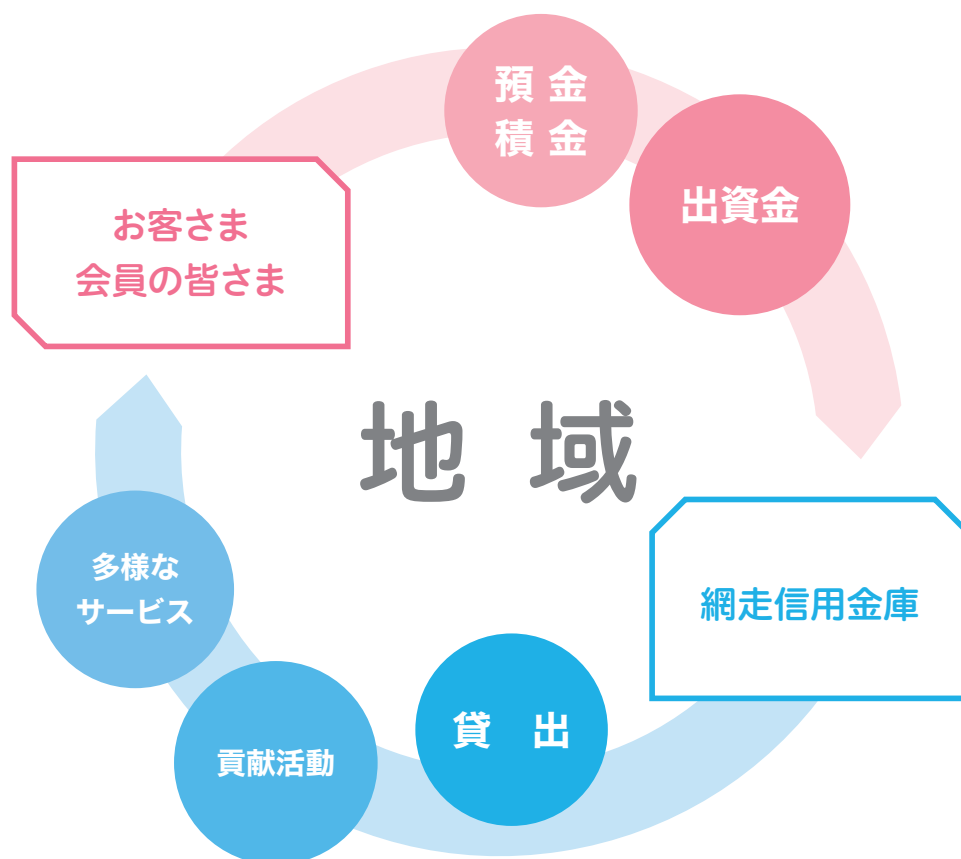 預 金
積 金
出資金
お客さま
会員の皆さま
地 域
網走信用金庫
多様な
サービス
貸 出
貢献活動